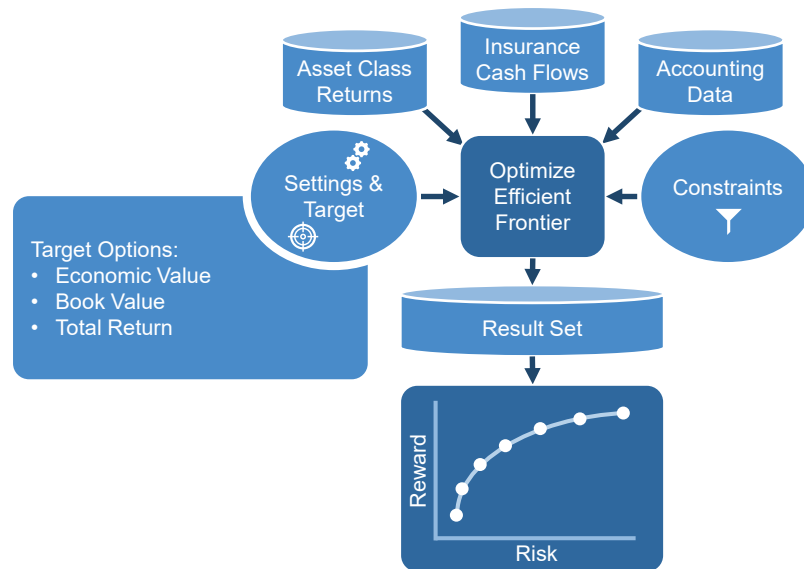 Asset Class
Returns
Insurance
Cash Flows
Accounting
Data
Settings &
Target
Optimize
Efficient
Frontier
Constraints
Target Options:
• Economic Value
• Book Value
• Total Return
Result Set
Reward
Risk